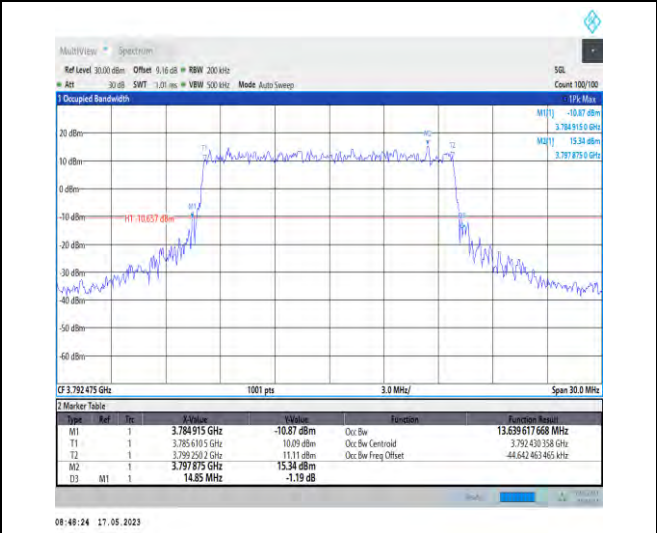 MultiView Spectrum
Ref Level 30.00 dBm Offset 9.16 dB RBW 200 kHz SGL
Att 30 dB SWT 1.01 ms VBW 500 kHz Mode Auto Sweep Count 100/100
1 Occupied Bandwidth 1Pk Max
M1[1] -10.87 dBm
3.784 915 0 GHz
M2[1] 15.34 dBm
3.797 875 0 GHz
20 dBm
T1 M2 T2
10 dBm
0 dBm
M1
-10 dBm H1 -10.657 dBm
-20 dBm
-30 dBm
-40 dBm
-50 dBm
-60 dBm
CF 3.792 475 GHz 1001 pts 3.0 MHz/ Span 30.0 MHz
2 Marker Table
Type Ref Trc X-Value Y-Value Function Function Result
M1 1 3.784 915 GHz -10.87 dBm Occ Bw 13.639 617 668 MHz
T1 1 3.785 610 5 GHz 10.09 dBm Occ Bw Centroid 3.792 430 358 GHz
T2 1 3.799 250 2 GHz 11.11 dBm Occ Bw Freq Offset -44.642 463 465 kHz
M2 1 3.797 875 GHz 15.34 dBm
D3 M1 1 14.85 MHz -1.19 dB
08:48:24 17.05.2023